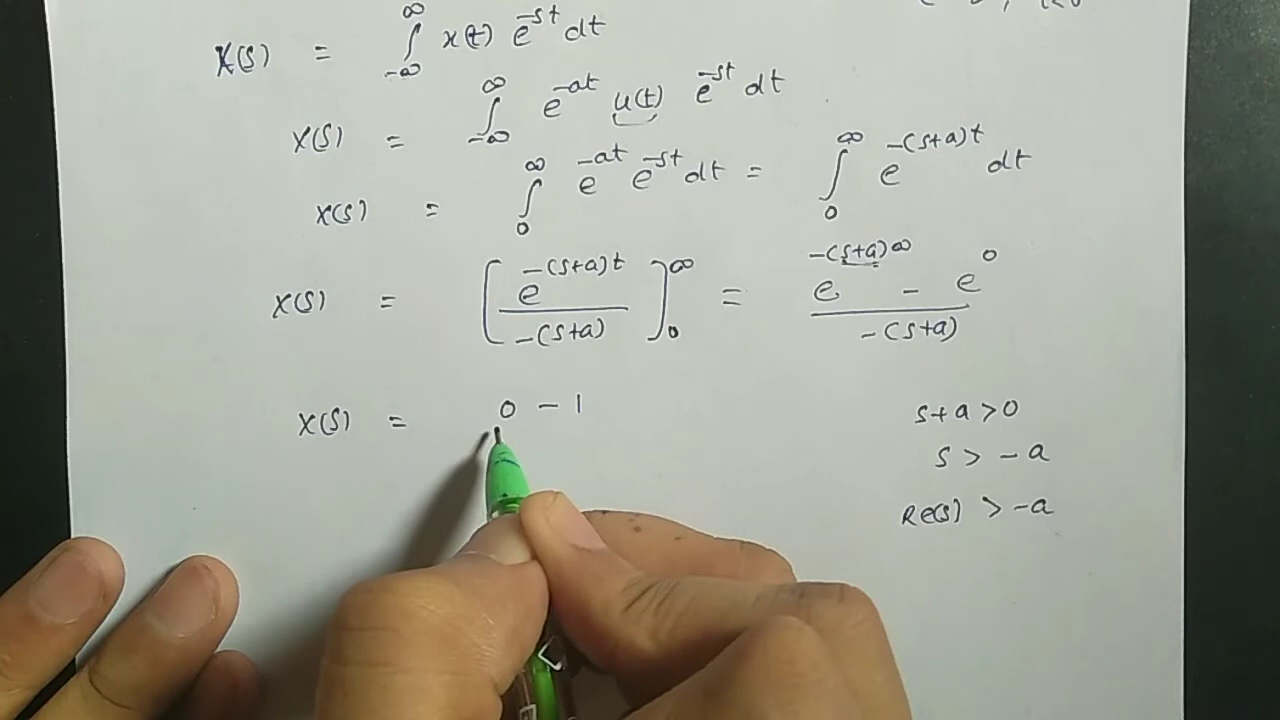 X(s) = ∫_{-∞}^{∞} x(t) e^{-st} dt
X(s) = ∫_{-∞}^{∞} e^{-at} u(t) e^{-st} dt
X(s) = ∫_{0}^{∞} e^{-at} e^{-st} dt = ∫_{0}^{∞} e^{-(s+a)t} dt
X(s) = [e^{-(s+a)t} / -(s+a)]_{0}^{∞} = (e^{-(s+a)∞} - e^{0}) / -(s+a)
X(s) = 0 - 1
s+a > 0
s > -a
Re(s) > -a